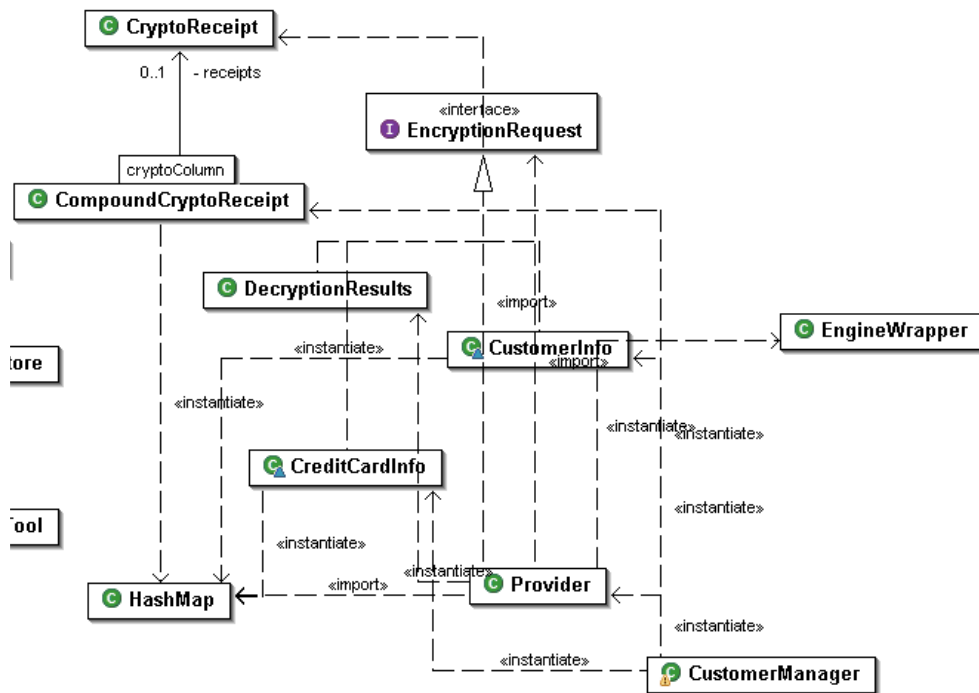 CryptoReceipt
0..1 - receipts
«interface»
EncryptionRequest
cryptoColumn
CompoundCryptoReceipt
DecryptionResults
«import»
EngineWrapper
«instantiate»
CustomerInfo
«import»
tore
«instantiate»
«instantiate»
«instantiate»
CreditCardInfo
«instantiate»
Tool
«instantiate»
«instantiate»
Provider
HashMap
«import»
«instantiate»
«instantiate»
CustomerManager